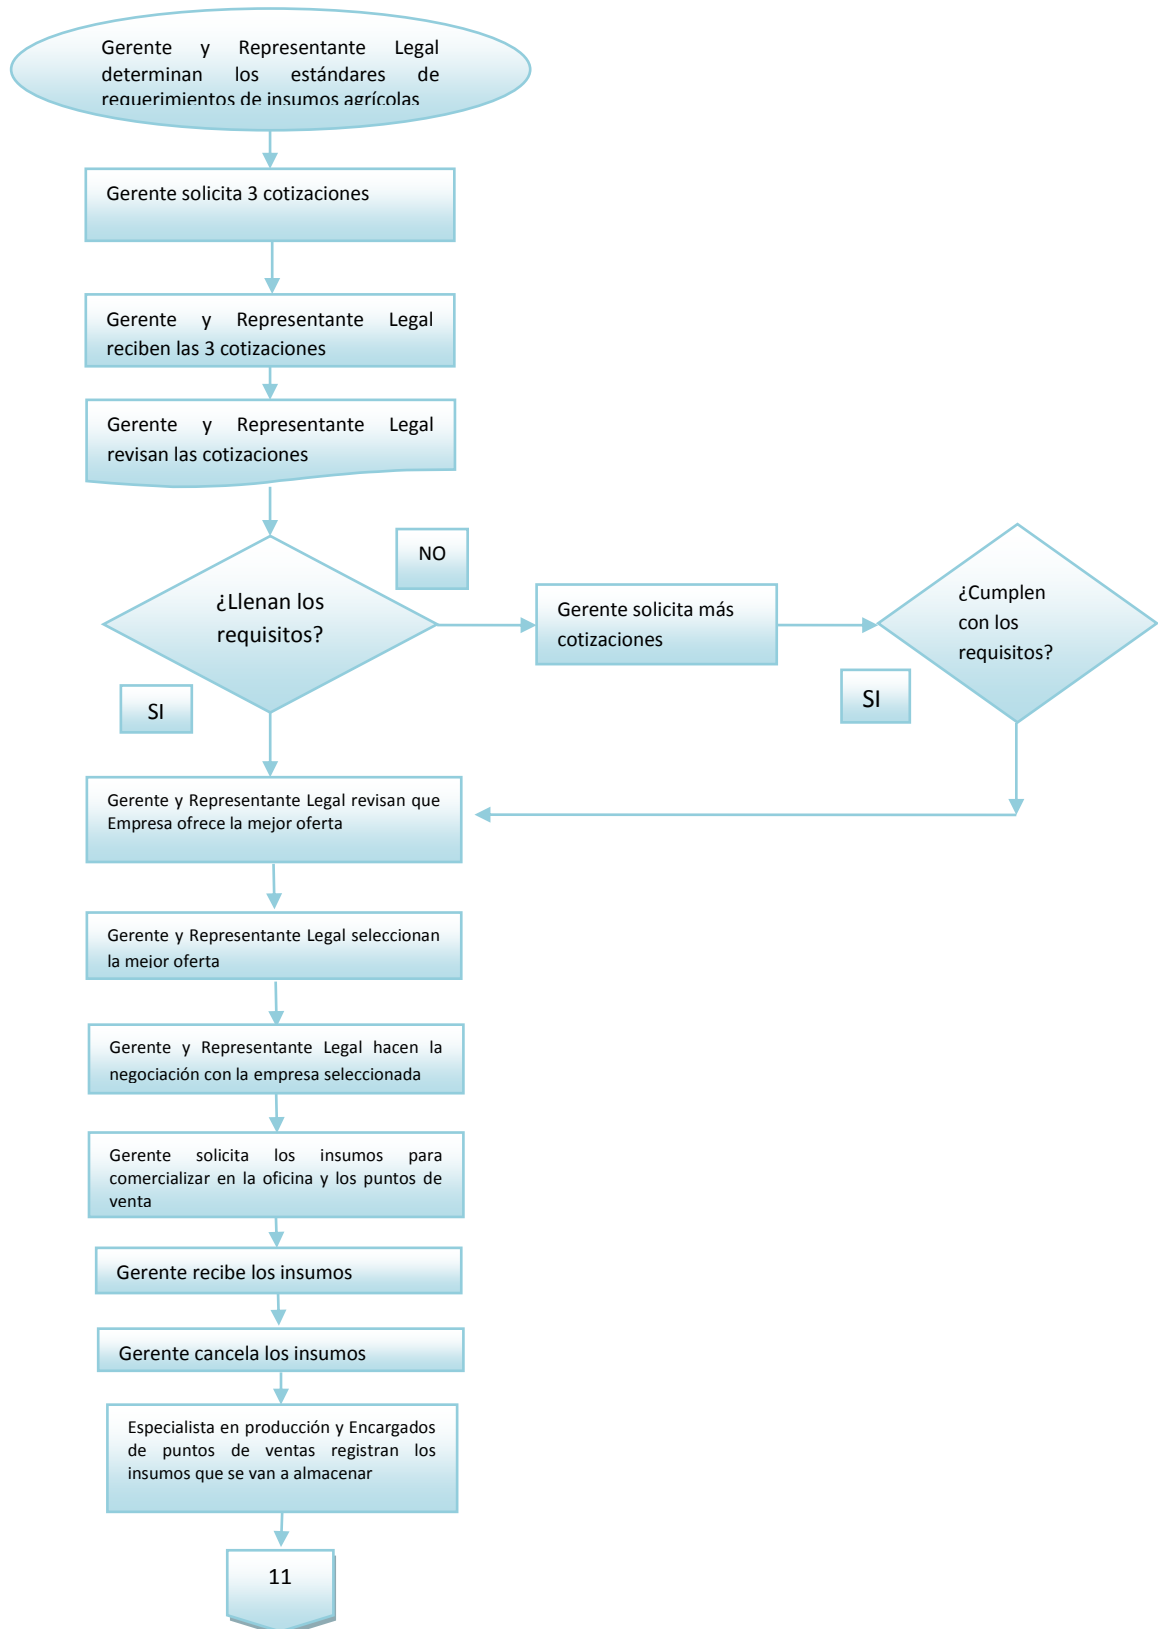 Gerente y Representante Legal
determinan los estándares de
requerimientos de insumos agrícolas
Gerente solicita 3 cotizaciones
Gerente y Representante Legal
reciben las 3 cotizaciones
Gerente y Representante Legal
revisan las cotizaciones
NO
¿Llenan los
requisitos?
Gerente solicita más
cotizaciones
¿Cumplen
con los
requisitos?
SI
SI
Gerente y Representante Legal revisan que
Empresa ofrece la mejor oferta
Gerente y Representante Legal seleccionan
la mejor oferta
Gerente y Representante Legal hacen la
negociación con la empresa seleccionada
Gerente solicita los insumos para
comercializar en la oficina y los puntos de
venta
Gerente recibe los insumos
Gerente cancela los insumos
Especialista en producción y Encargados
de puntos de ventas registran los
insumos que se van a almacenar
11